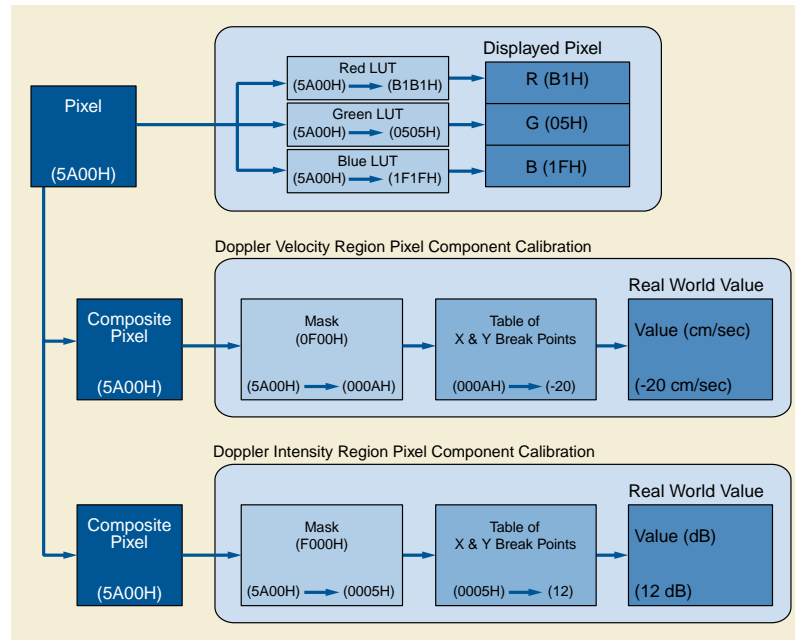 Pixel
(5A00H)
Red LUT
(5A00H) (B1B1H)
Green LUT
(5A00H) (0505H)
Blue LUT
(5A00H) (1F1FH)
Displayed Pixel
R (B1H)
G (05H)
B (1FH)
Doppler Velocity Region Pixel Component Calibration
Composite
Pixel
(5A00H)
Mask
(0F00H)
(5A00H) (000AH)
Table of
X & Y Break Points
(000AH) (-20)
Real World Value
Value (cm/sec)
(-20 cm/sec)
Doppler Intensity Region Pixel Component Calibration
Composite
Pixel
(5A00H)
Mask
(F000H)
(5A00H) (0005H)
Table of
X & Y Break Points
(0005H) (12)
Real World Value
Value (dB)
(12 dB)